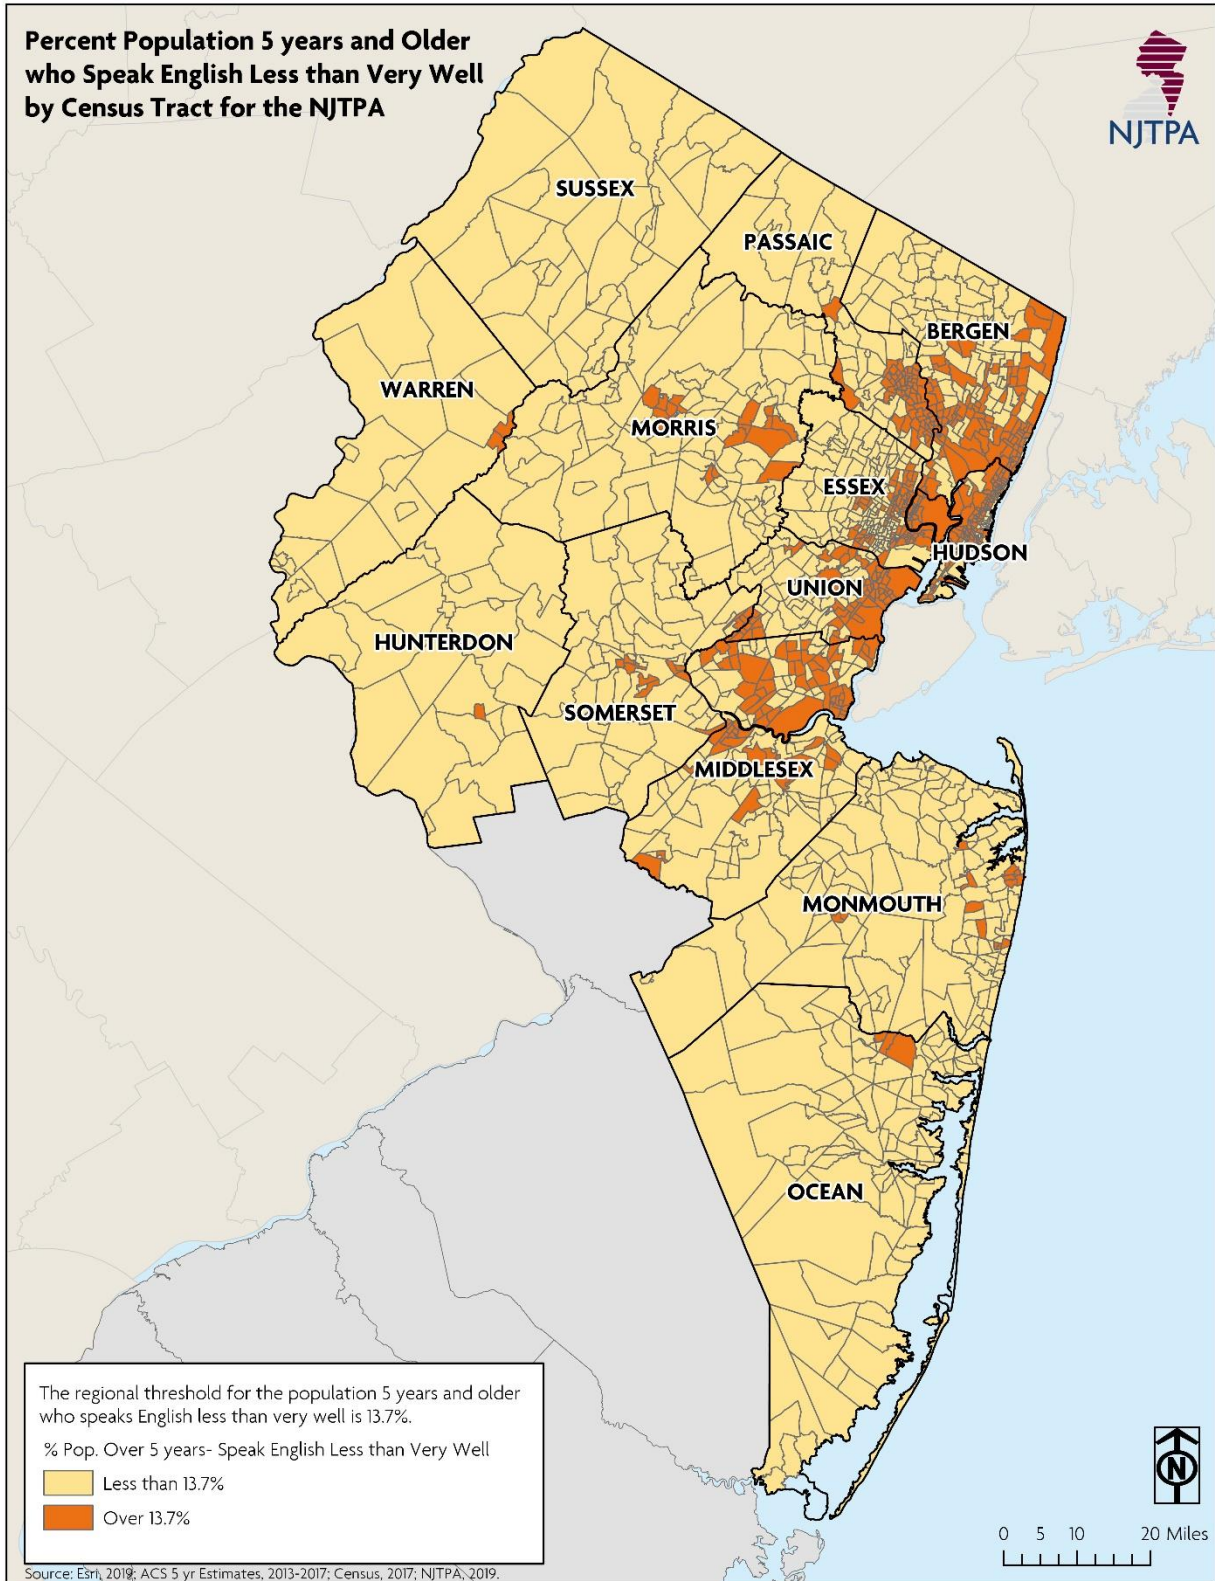 Percent Population 5 years and Older
who Speak English Less than Very Well
by Census Tract for the NJTPA
NJTPA
SUSSEX
PASSAIC
BERGEN
WARREN
MORRIS
ESSEX
HUDSON
UNION
HUNTERDON
SOMERSET
MIDDLESEX
MONMOUTH
OCEAN
The regional threshold for the population 5 years and older
who speaks English less than very well is 13.7%.
% Pop. Over 5 years- Speak English Less than Very Well
Less than 13.7%
Over 13.7%
N
0 5 10 20 Miles
Source: Esri, 2019; ACS 5 yr Estimates, 2013-2017; Census, 2017; NJTPA, 2019.